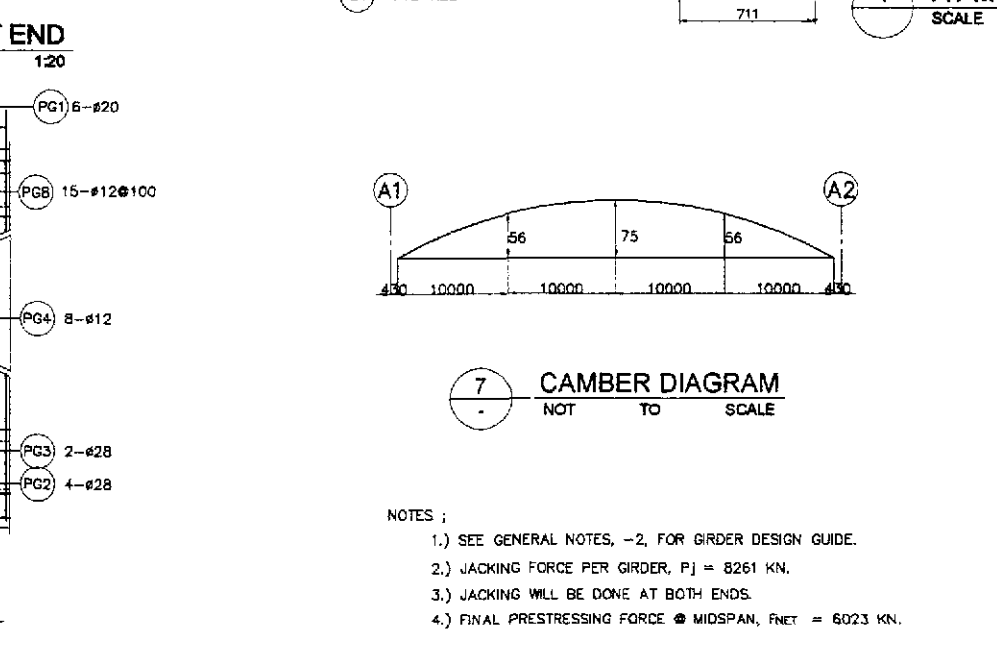 711
SCALE
END
1:20
PG1 6-ø20
PG8 15-ø12@100
PG4 8-ø12
PG3 2-ø28
PG2 4-ø28
A1 A2
56 75 56
430 10000 10000 10000 10000 430
7 CAMBER DIAGRAM
- NOT TO SCALE
NOTES ;
1.) SEE GENERAL NOTES, -2, FOR GIRDER DESIGN GUIDE.
2.) JACKING FORCE PER GIRDER, Pj = 8261 KN.
3.) JACKING WILL BE DONE AT BOTH ENDS.
4.) FINAL PRESTRESSING FORCE @ MIDSPAN, FNET = 6023 KN.